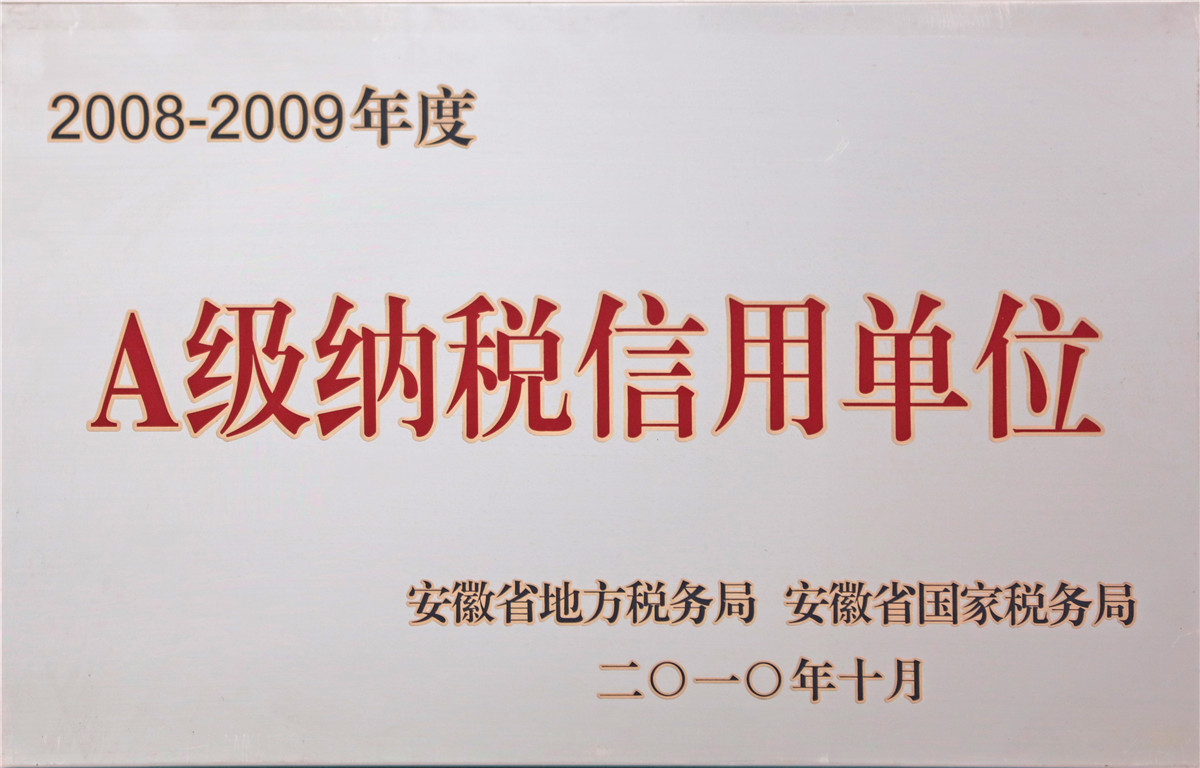 2008-2009年度
A级纳税信用单位
安徽省地方税务局 安徽省国家税务局
二〇一〇年十月